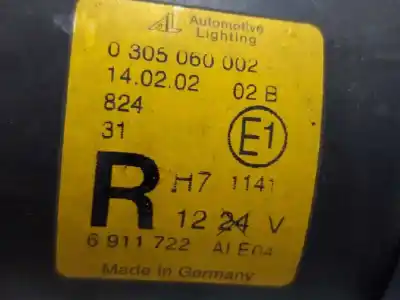 AL Automotive
Lighting
0 305 060 002
14.02.02 02 B
824
31
E1
R H7 1141
12 24 V
6 911 722 ALE04
Made in Germany